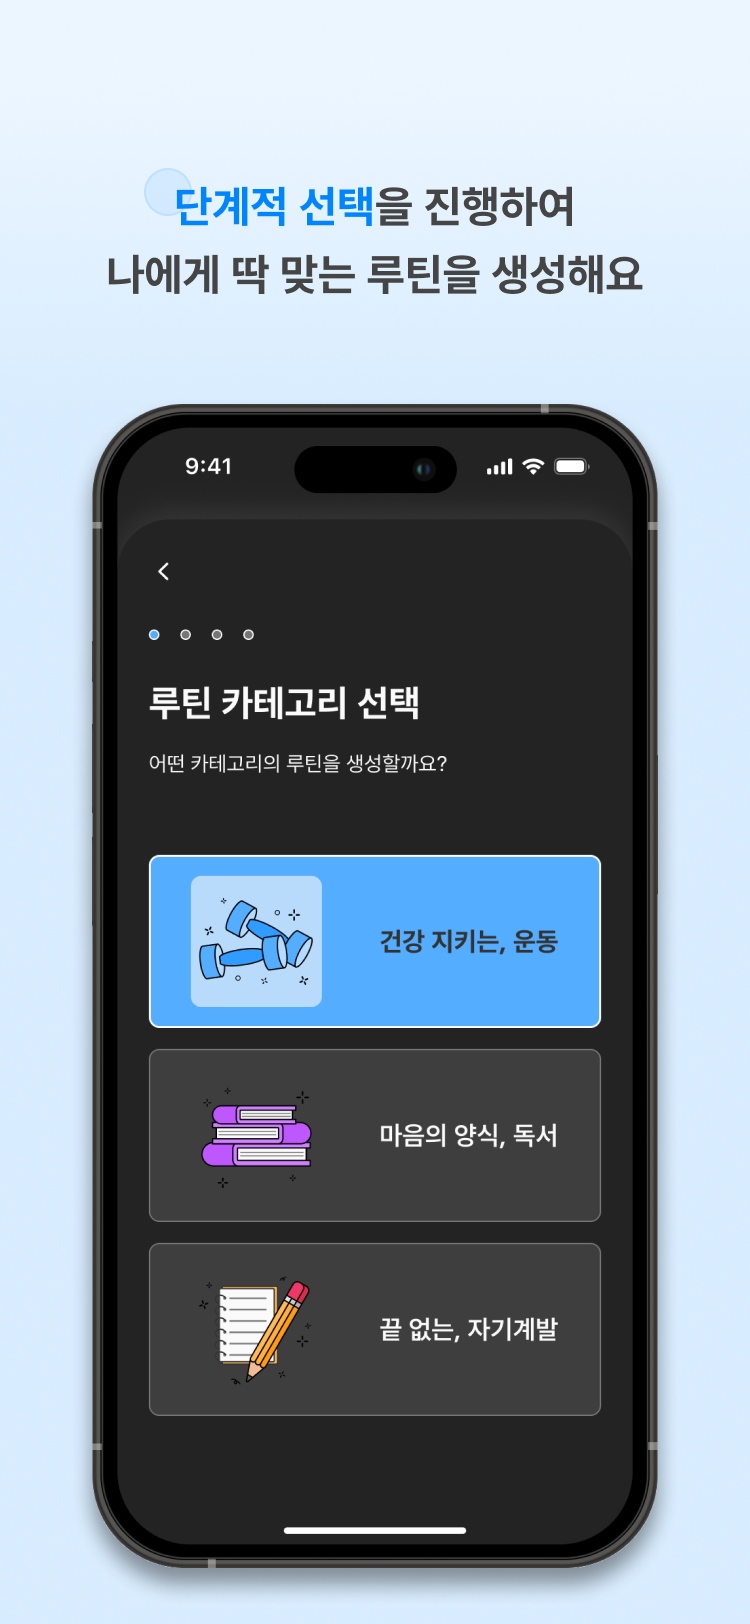 단계적 선택을 진행하여
나에게 딱 맞는 루틴을 생성해요
9:41
루틴 카테고리 선택
어떤 카테고리의 루틴을 생성할까요?
건강 지키는, 운동
마음의 양식, 독서
끝 없는, 자기계발